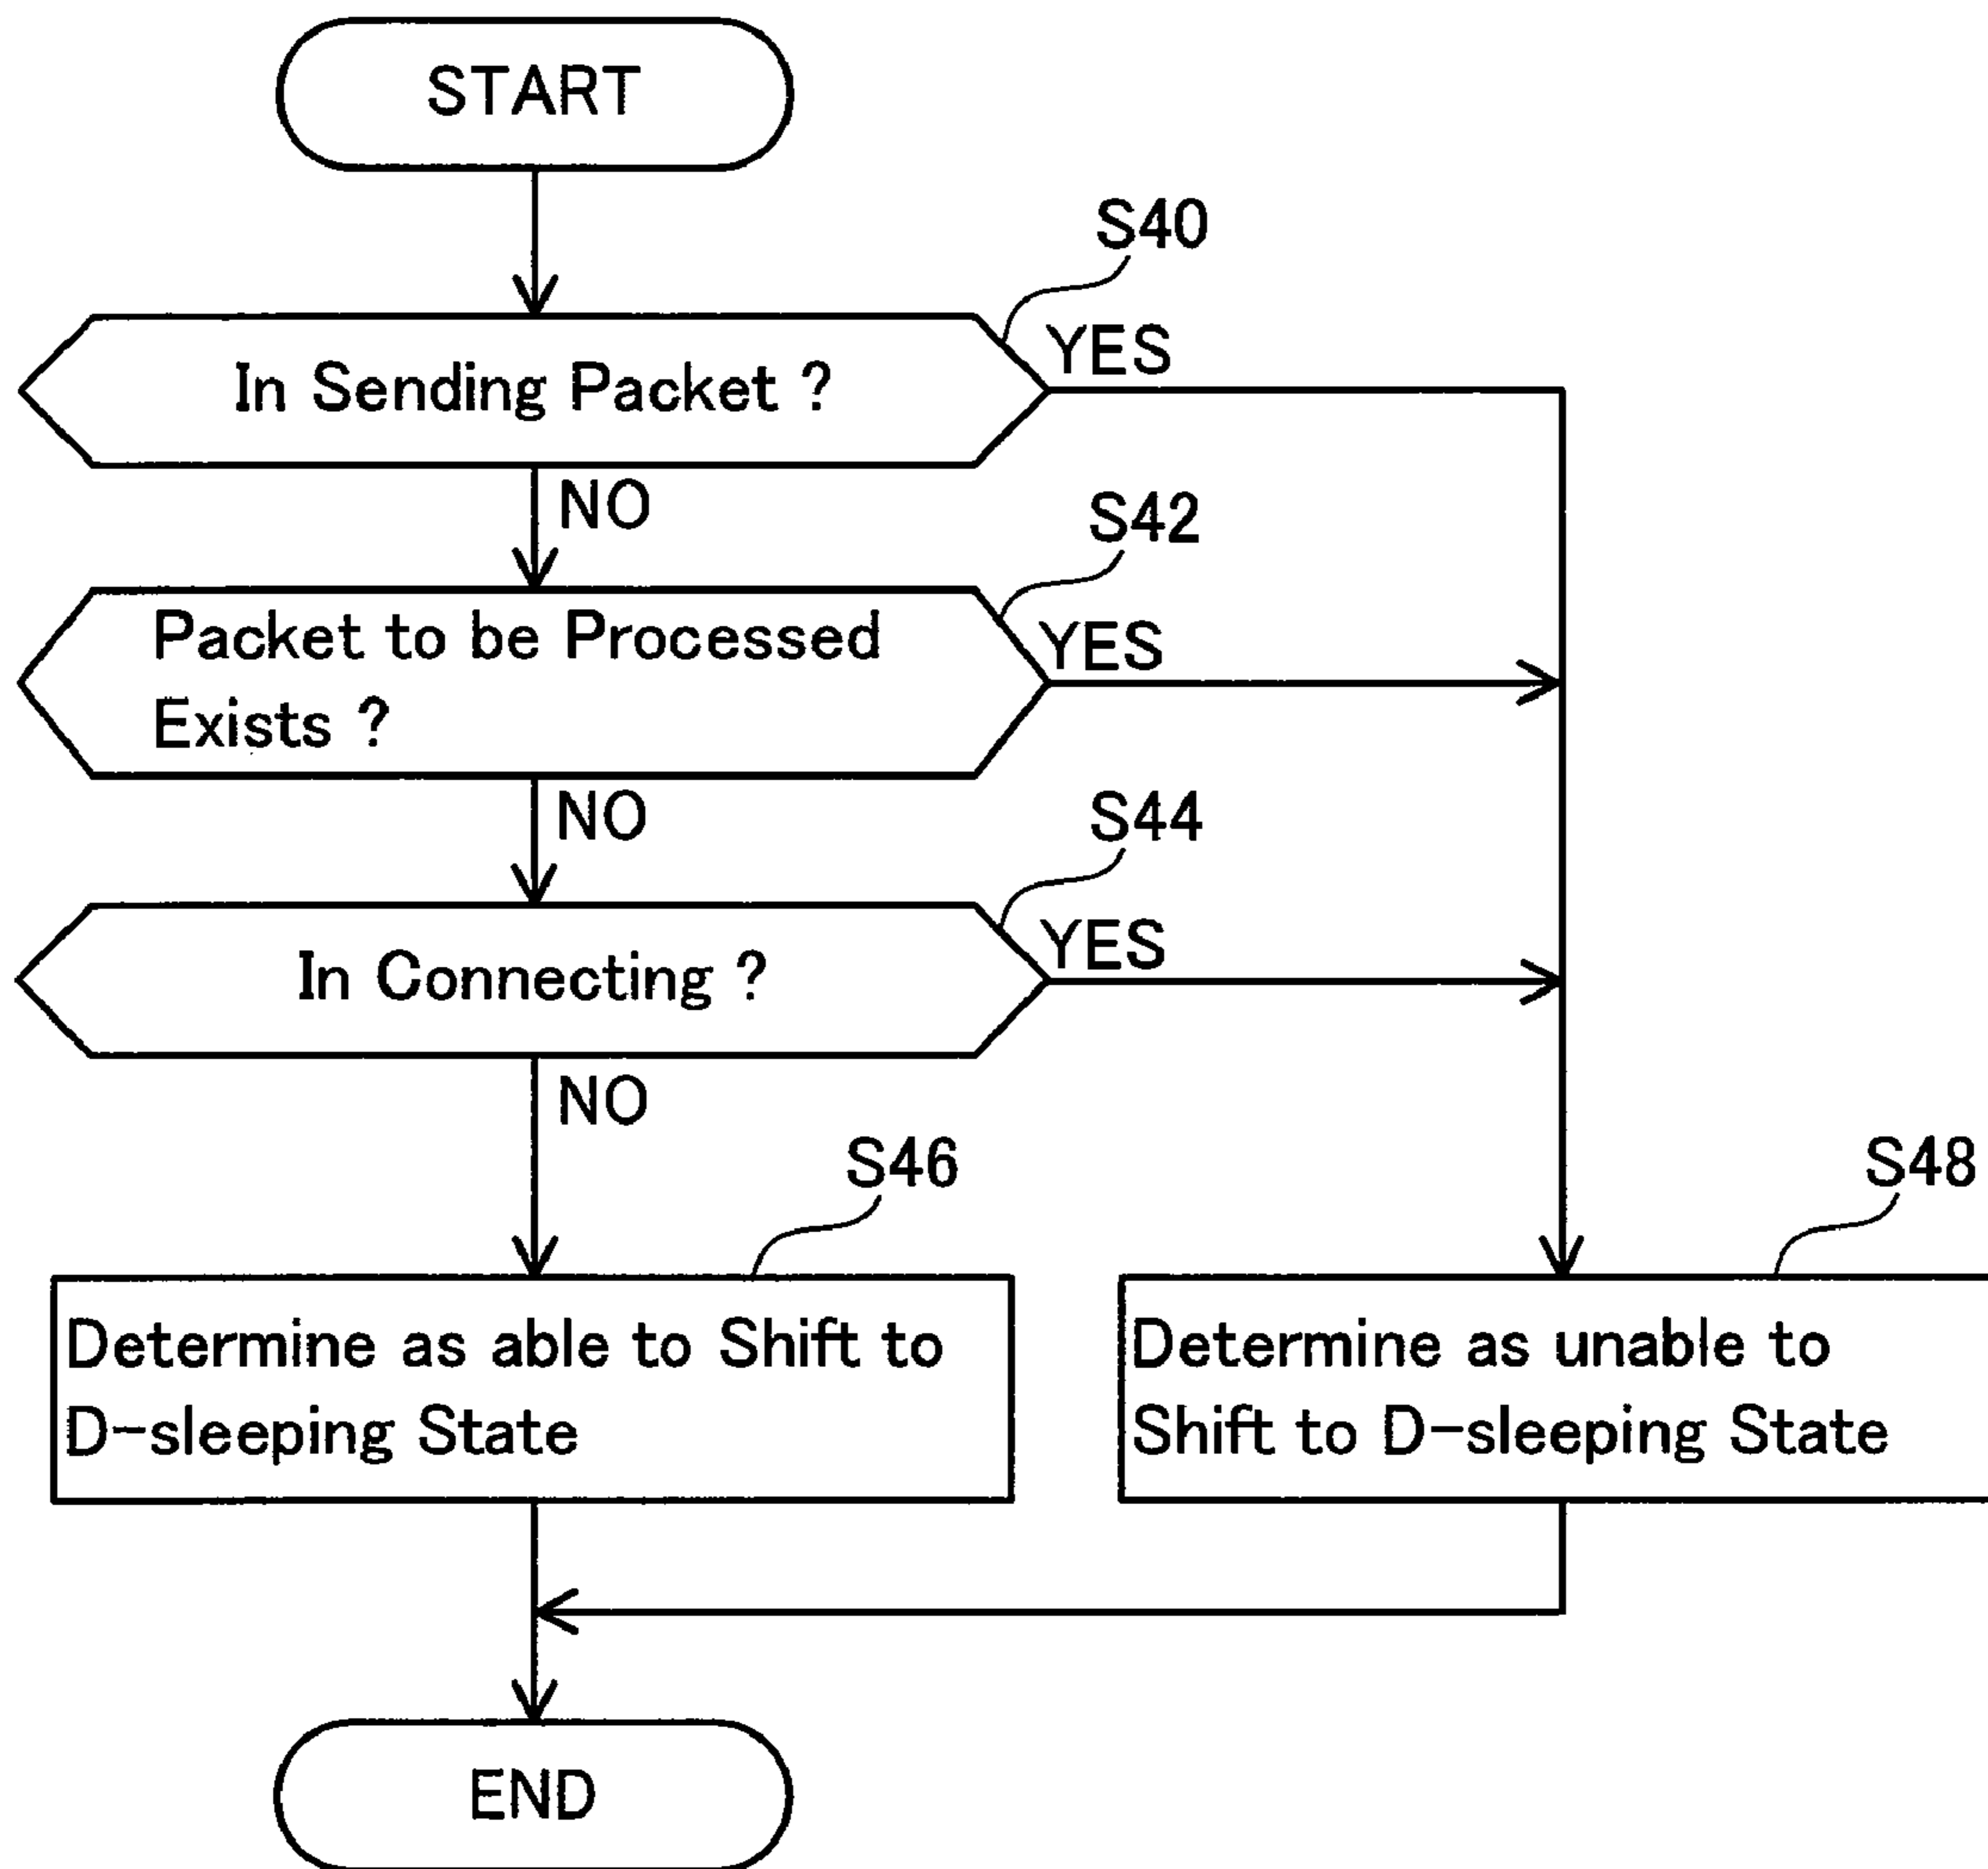 START
S40
In Sending Packet ?
YES
NO
S42
Packet to be Processed
Exists ?
YES
NO
S44
In Connecting ?
YES
NO
S46
S48
Determine as able to Shift to
D-sleeping State
Determine as unable to
Shift to D-sleeping State
END